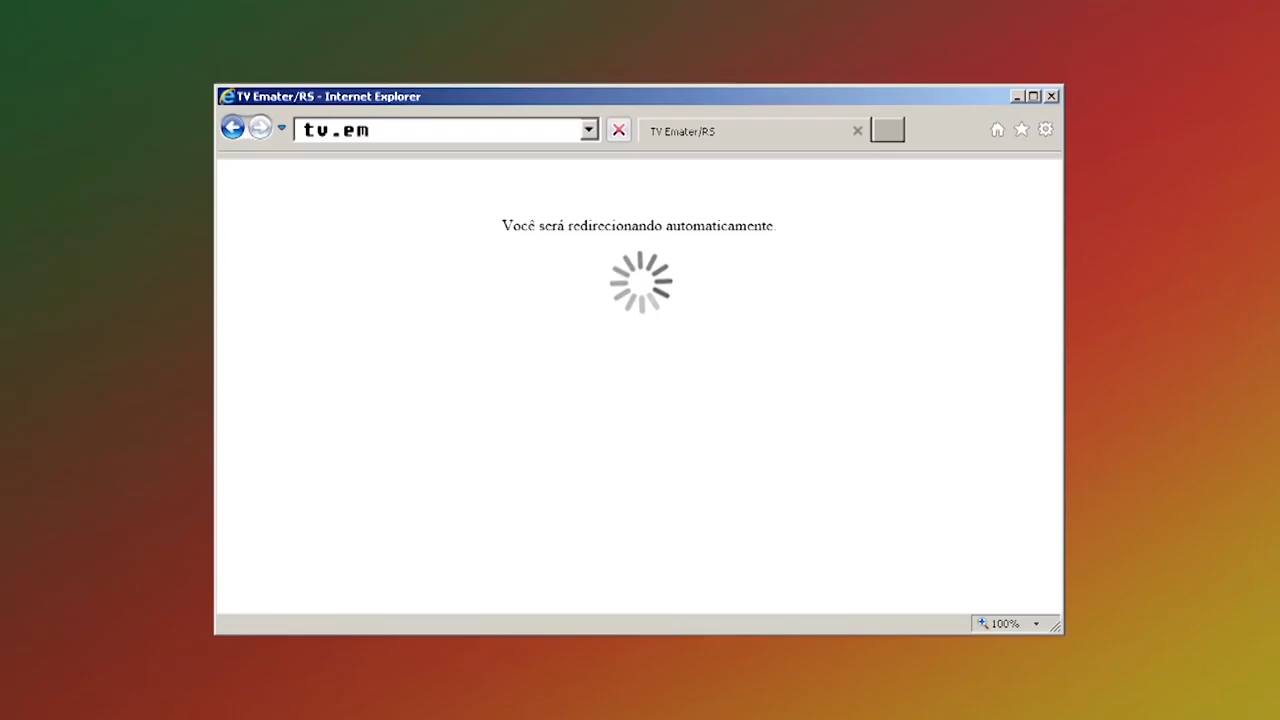 TV Emater/RS - Internet Explorer
tv.em
TV Emater/RS
Você será redirecionando automaticamente.
100%